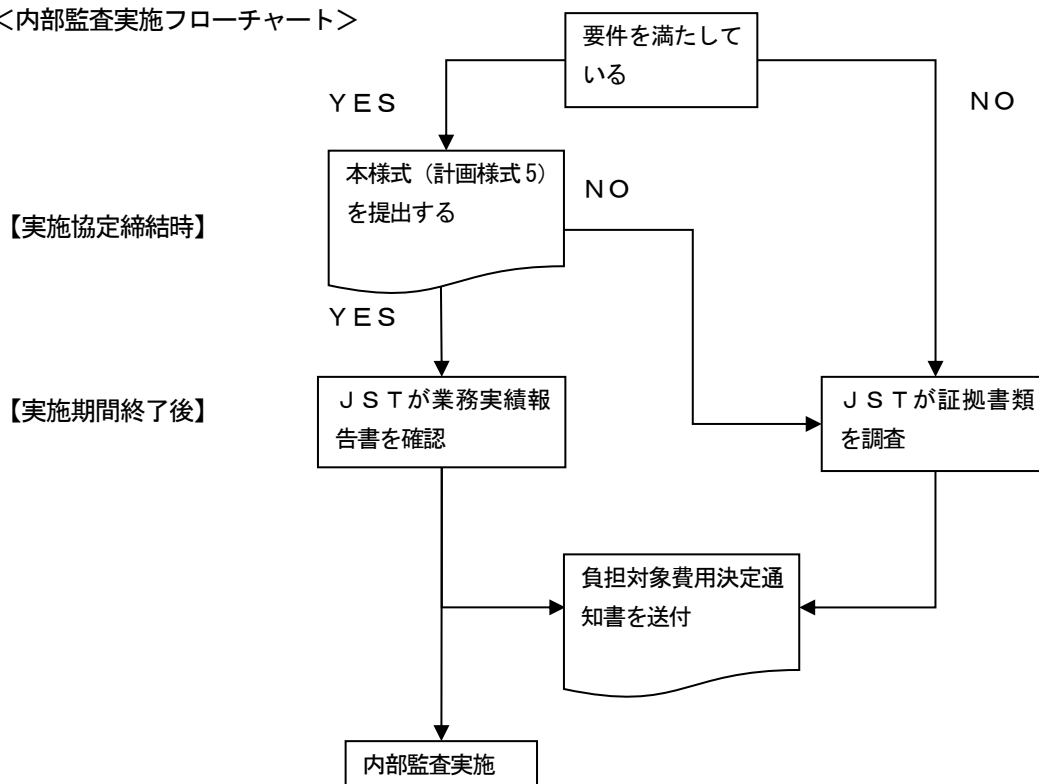 ＜内部監査実施フローチャート＞
要件を満たして
いる
ＹＥＳ
ＮＯ
本様式（計画様式５）
を提出する
ＮＯ
【実施協定締結時】
ＹＥＳ
【実施期間終了後】
ＪＳＴが業務実績報
告書を確認
ＪＳＴが証拠書類
を調査
負担対象費用決定通
知書を送付
内部監査実施